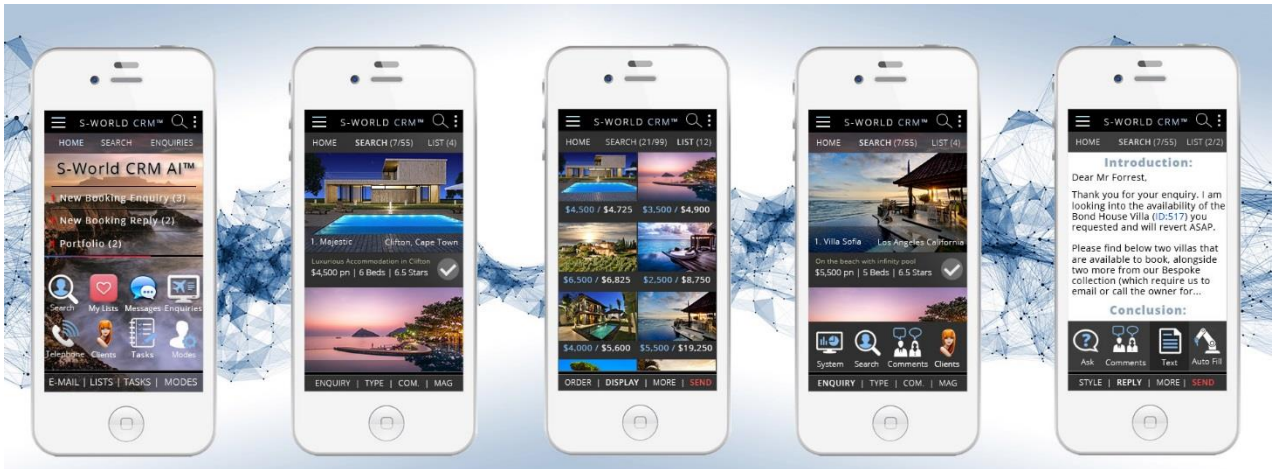 S-WORLD CRM™
HOME SEARCH ENQUIRIES
S-World CRM AI™
New Booking Enquiry (3)
New Booking Reply (2)
Portfolio (2)
Search My Lists Messages Enquiries
Telephone Clients Tasks Modes
E-MAIL | LISTS | TASKS | MODES
S-WORLD CRM™
HOME SEARCH (7/55) LIST (4)
1. Majestic Clifton, Cape Town
Luxurious Accommodation in Clifton
$4,500 pn | 6 Beds | 6.5 Stars
ENQUIRY | TYPE | COM. | MAG
S-WORLD CRM™
HOME SEARCH (21/99) LIST (12)
$4,500 / $4,725 $3,500 / $4,900
$6,500 / $6,825 $2,500 / $8,750
$4,000 / $5,600 $5,500 / $19,250
ORDER | DISPLAY | MORE | SEND
S-WORLD CRM™
HOME SEARCH (7/55) LIST (4)
1. Villa Sofia Los Angeles California
On the beach with infinity pool
$5,500 pn | 5 Beds | 6.5 Stars
System Search Comments Clients
ENQUIRY | TYPE | COM. | MAG
S-WORLD CRM™
HOME SEARCH (7/55) LIST (2/2)
Introduction:
Dear Mr Forrest,
Thank you for your enquiry. I am
looking into the availability of the
Bond House Villa (ID:517) you
requested and will revert ASAP.
Please find below two villas that
are available to book, alongside
two more from our Bespoke
collection (which require us to
email or call the owner for...
Conclusion:
Ask Comments Text Auto Fill
STYLE | REPLY | MORE | SEND